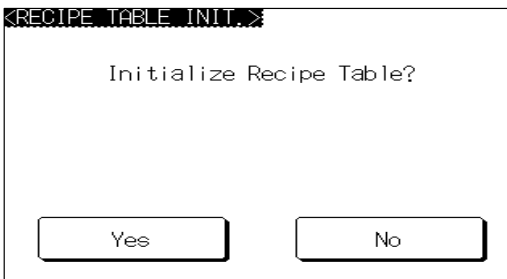 <RECIPE TABLE INIT.>
Initialize Recipe Table?
Yes
No